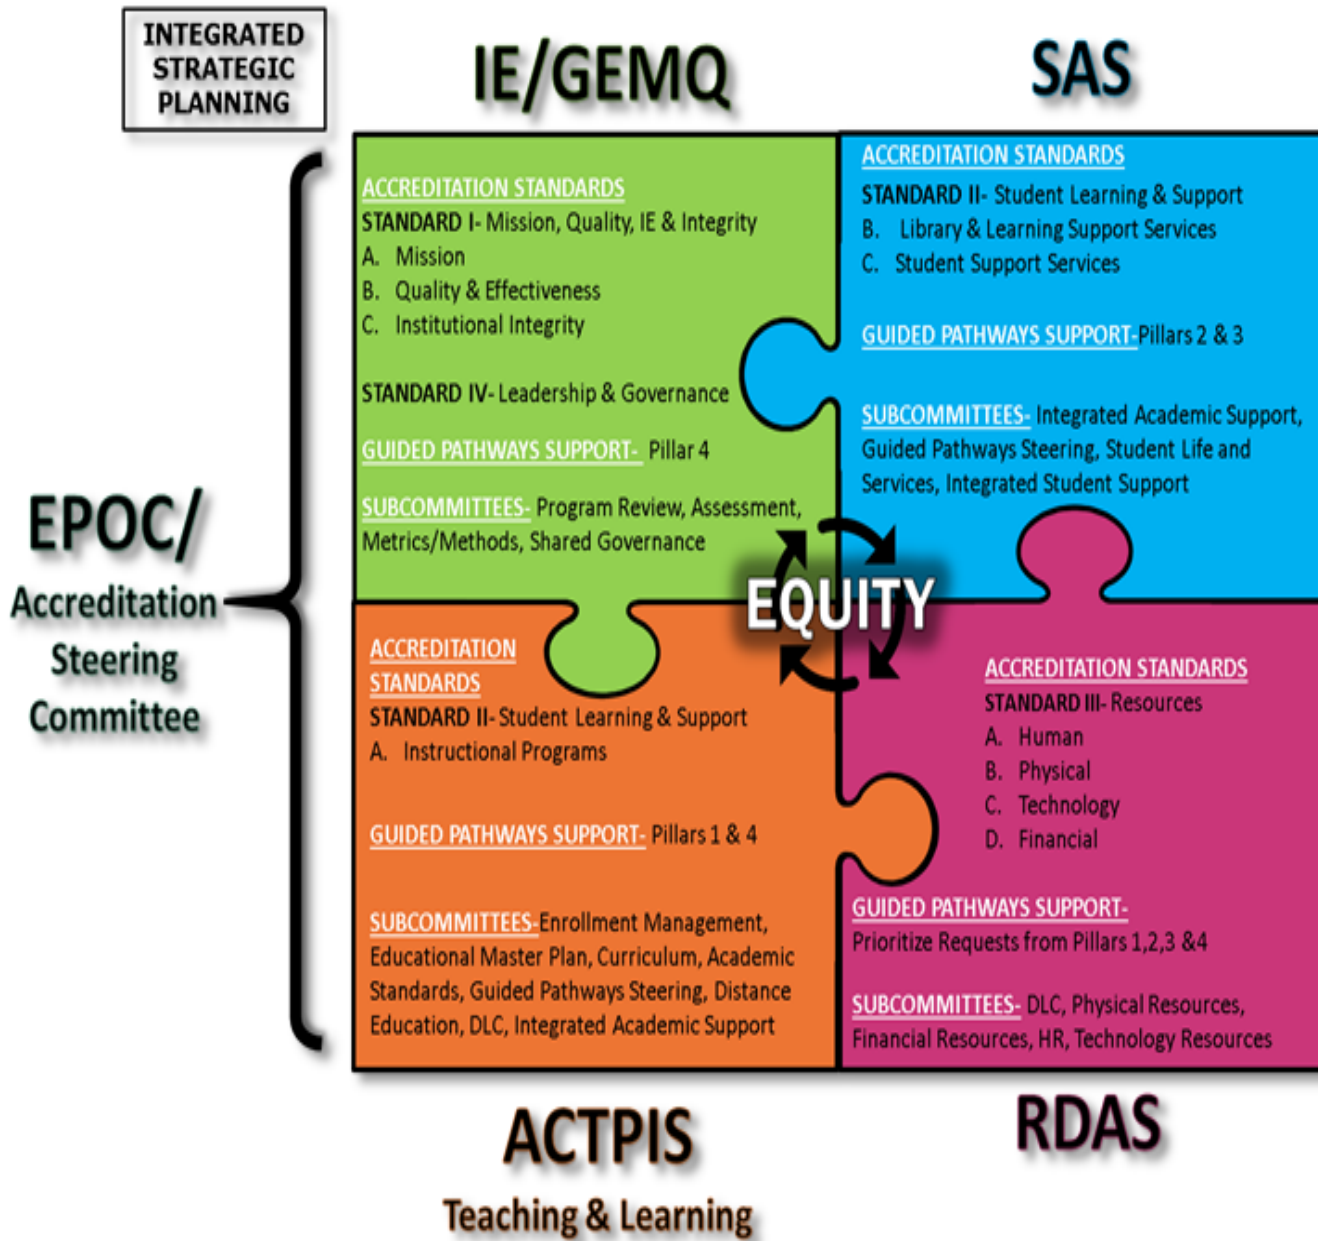 INTEGRATED
STRATEGIC
PLANNING
IE/GEMQ
SAS
EPOC/
Accreditation
Steering
Committee
ACCREDITATION STANDARDS
STANDARD I- Mission, Quality, IE & Integrity
A. Mission
B. Quality & Effectiveness
C. Institutional Integrity
STANDARD IV- Leadership & Governance
GUIDED PATHWAYS SUPPORT- Pillar 4
SUBCOMMITTEES- Program Review, Assessment,
Metrics/Methods, Shared Governance
ACCREDITATION STANDARDS
STANDARD II- Student Learning & Support
B. Library & Learning Support Services
C. Student Support Services
GUIDED PATHWAYS SUPPORT-Pillars 2 & 3
SUBCOMMITTEES- Integrated Academic Support,
Guided Pathways Steering, Student Life and
Services, Integrated Student Support
EQUITY
ACCREDITATION
STANDARDS
STANDARD II- Student Learning & Support
A. Instructional Programs
GUIDED PATHWAYS SUPPORT- Pillars 1 & 4
SUBCOMMITTEES-Enrollment Management,
Educational Master Plan, Curriculum, Academic
Standards, Guided Pathways Steering, Distance
Education, DLC, Integrated Academic Support
ACCREDITATION STANDARDS
STANDARD III- Resources
A. Human
B. Physical
C. Technology
D. Financial
GUIDED PATHWAYS SUPPORT-
Prioritize Requests from Pillars 1,2,3 &4
SUBCOMMITTEES- DLC, Physical Resources,
Financial Resources, HR, Technology Resources
ACTPIS
Teaching & Learning
RDAS